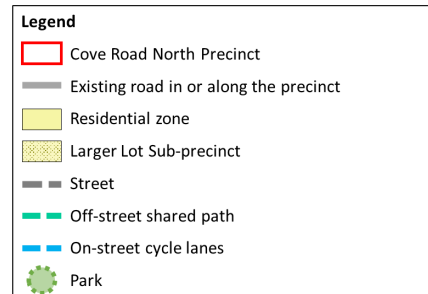 Legend
Cove Road North Precinct
Existing road in or along the precinct
Residential zone
Larger Lot Sub-precinct
Street
Off-street shared path
On-street cycle lanes
Park